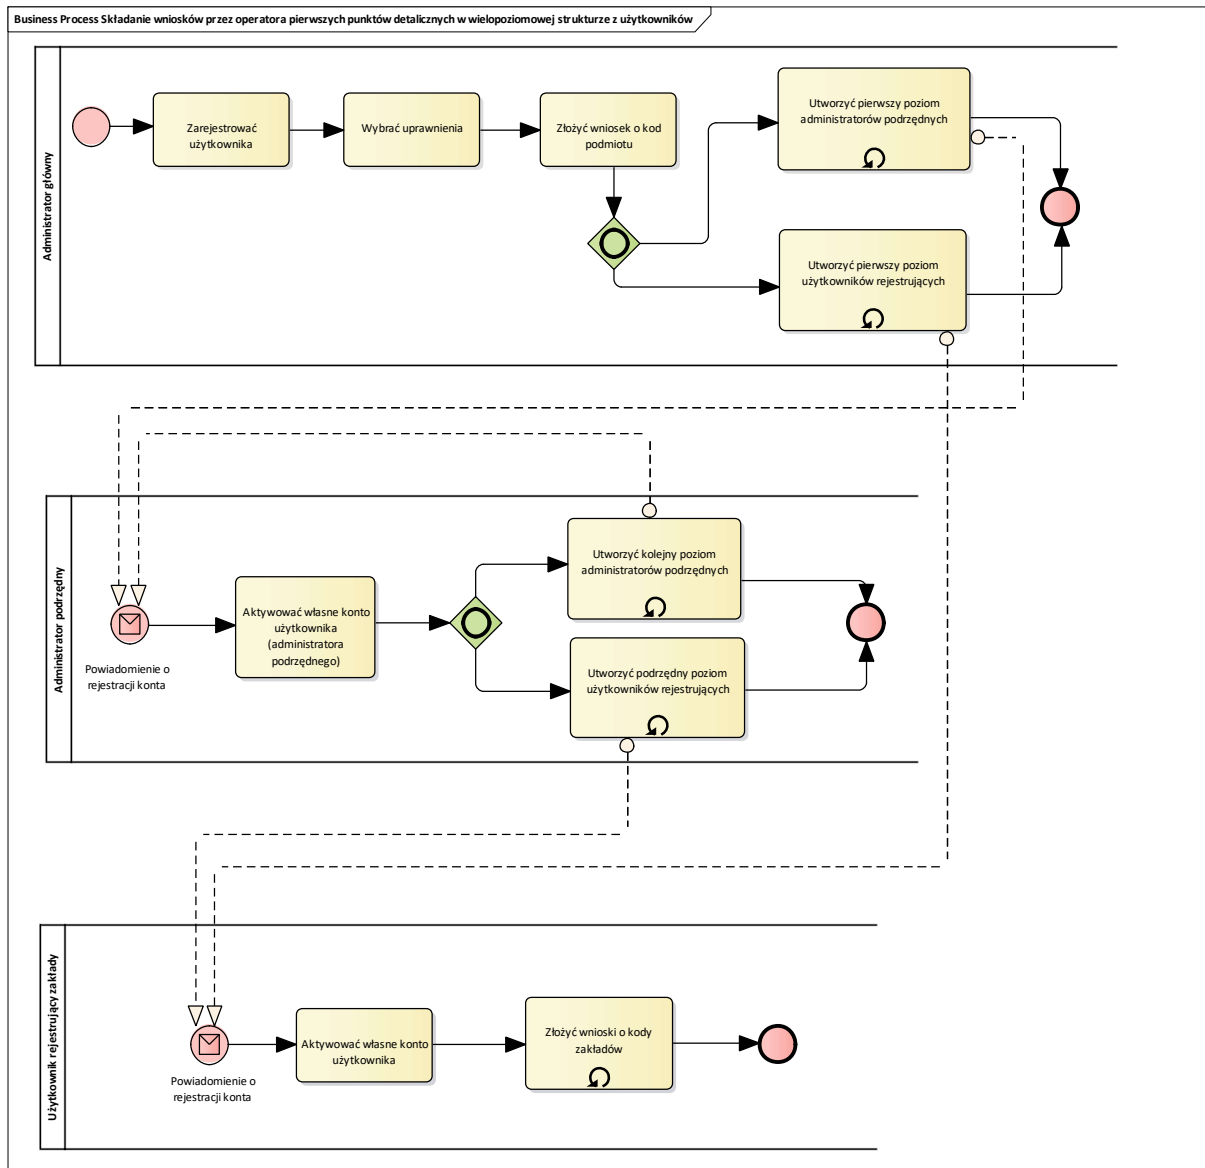 Business Process Składanie wniosków przez operatora pierwszych punktów detalicznych w wielopoziomowej strukturze z użytkowników
Administrator główny
Zarejestrować
użytkownika
Wybrać uprawnienia
Złożyć wniosek o kod
podmiotu
Utworzyć pierwszy poziom
administratorów podrzędnych
Utworzyć pierwszy poziom
użytkowników rejestrujących
Administrator podrzędny
Powiadomienie o
rejestracji konta
Aktywować własne konto
użytkownika
(administratora
podrzędnego)
Utworzyć kolejny poziom
administratorów podrzędnych
Utworzyć podrzędny poziom
użytkowników rejestrujących
Użytkownik rejestrujący zakłady
Powiadomienie o
rejestracji konta
Aktywować własne konto
użytkownika
Złożyć wnioski o kody
zakładów